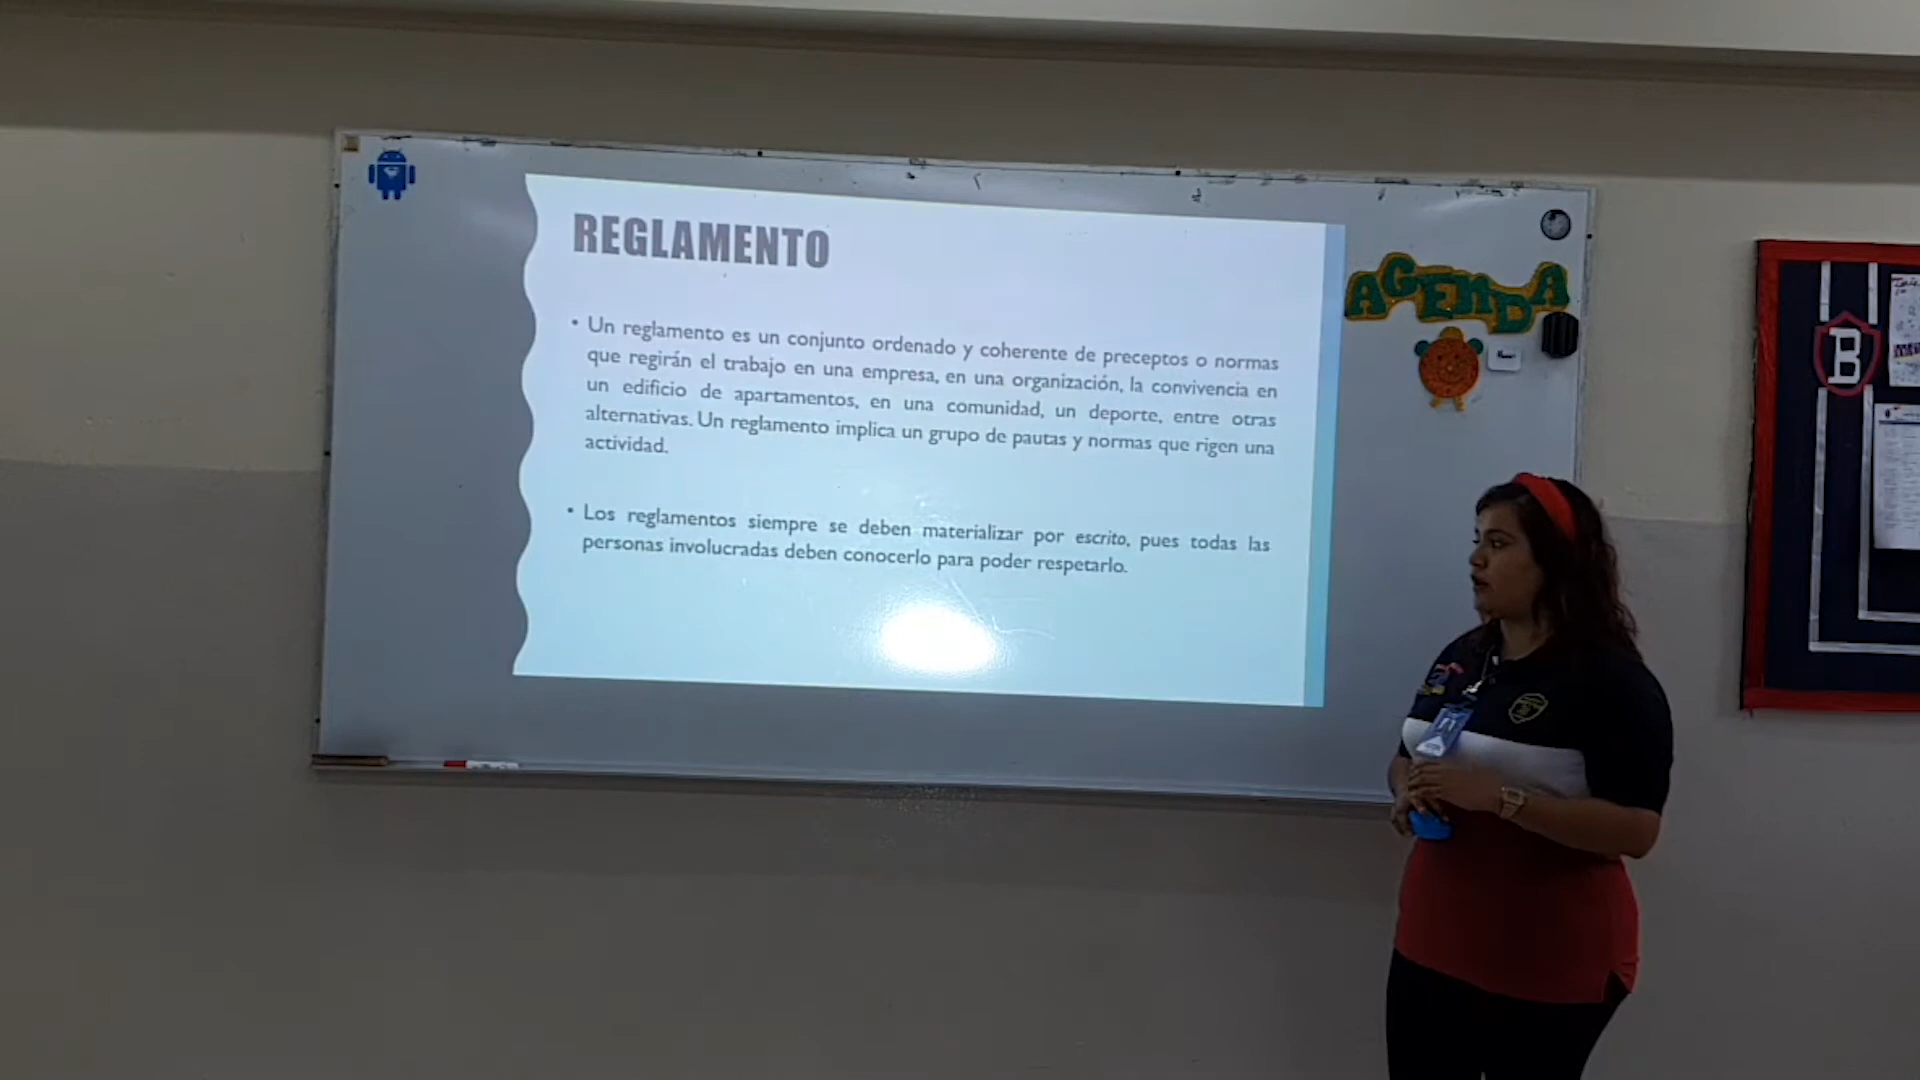 REGLAMENTO
• Un reglamento es un conjunto ordenado y coherente de preceptos o normas
que regirán el trabajo en una empresa, en una organización, la convivencia en
un edificio de apartamentos, en una comunidad, un deporte, entre otras
alternativas. Un reglamento implica un grupo de pautas y normas que rigen una
actividad.
• Los reglamentos siempre se deben materializar por escrito, pues todas las
personas involucradas deben conocerlo para poder respetarlo.
AGENDA
B